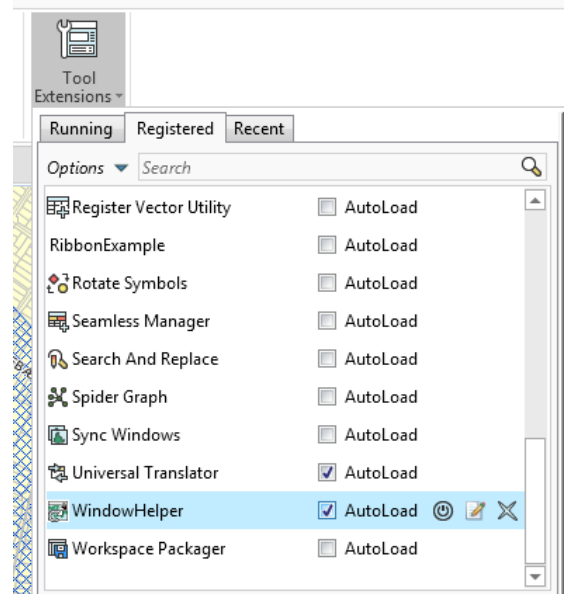 Tool
Extensions
Running Registered Recent
Options Search
Register Vector Utility AutoLoad
RibbonExample AutoLoad
Rotate Symbols AutoLoad
Seamless Manager AutoLoad
Search And Replace AutoLoad
Spider Graph AutoLoad
Sync Windows AutoLoad
Universal Translator AutoLoad
WindowHelper AutoLoad
Workspace Packager AutoLoad